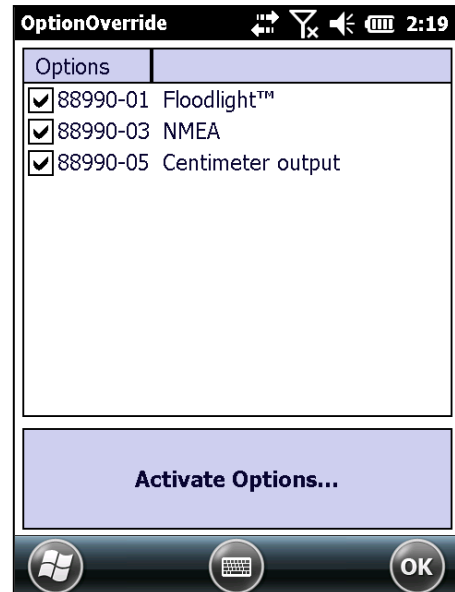 OptionOverride 2:19
Options
88990-01 Floodlight™
88990-03 NMEA
88990-05 Centimeter output
Activate Options...
OK